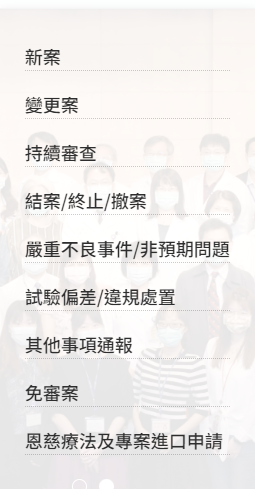 新案
變更案
持續審查
結案/終止/撤案
嚴重不良事件/非預期問題
試驗偏差/違規處置
其他事項通報
免審案
恩慈療法及專案進口申請